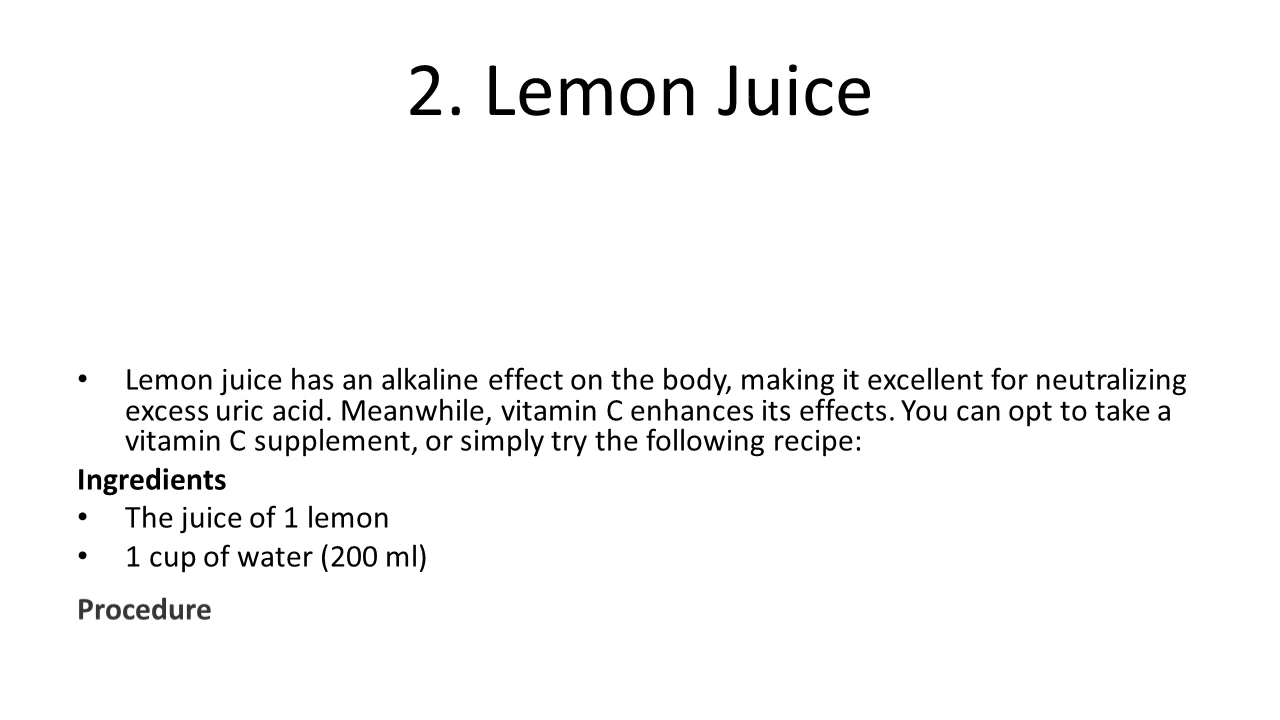 2. Lemon Juice
• Lemon juice has an alkaline effect on the body, making it excellent for neutralizing
excess uric acid. Meanwhile, vitamin C enhances its effects. You can opt to take a
vitamin C supplement, or simply try the following recipe:
Ingredients
• The juice of 1 lemon
• 1 cup of water (200 ml)
Procedure